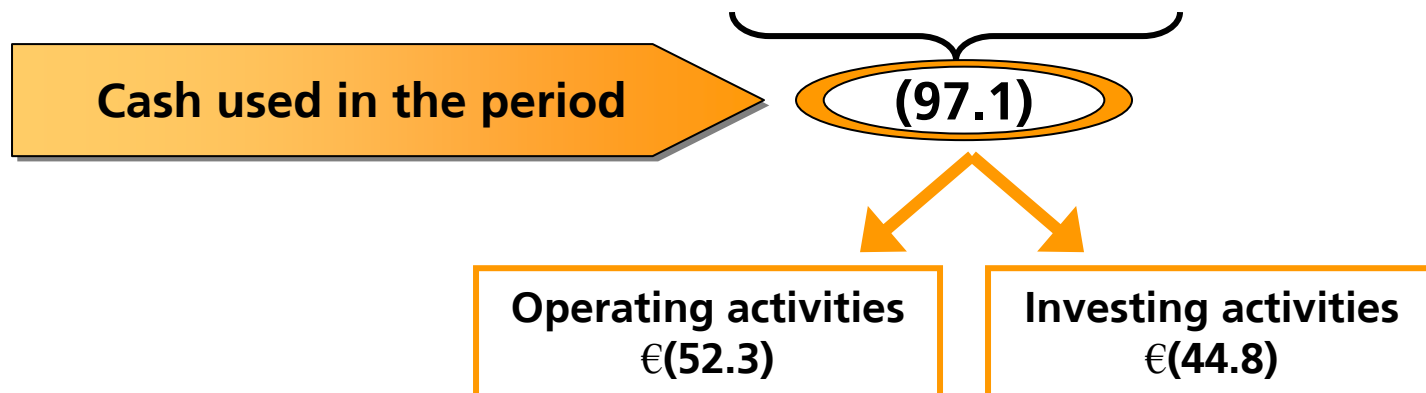 Cash used in the period
(97.1)
Operating activities
€(52.3)
Investing activities
€(44.8)